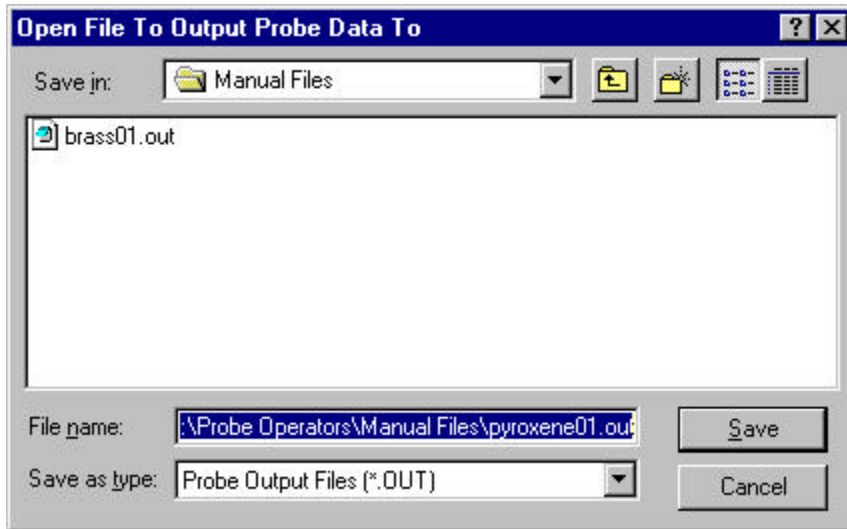 Open File To Output Probe Data To
Save in: Manual Files
brass01.out
File name: :\Probe Operators\Manual Files\pyroxene01.out Save
Save as type: Probe Output Files (*.OUT) Cancel